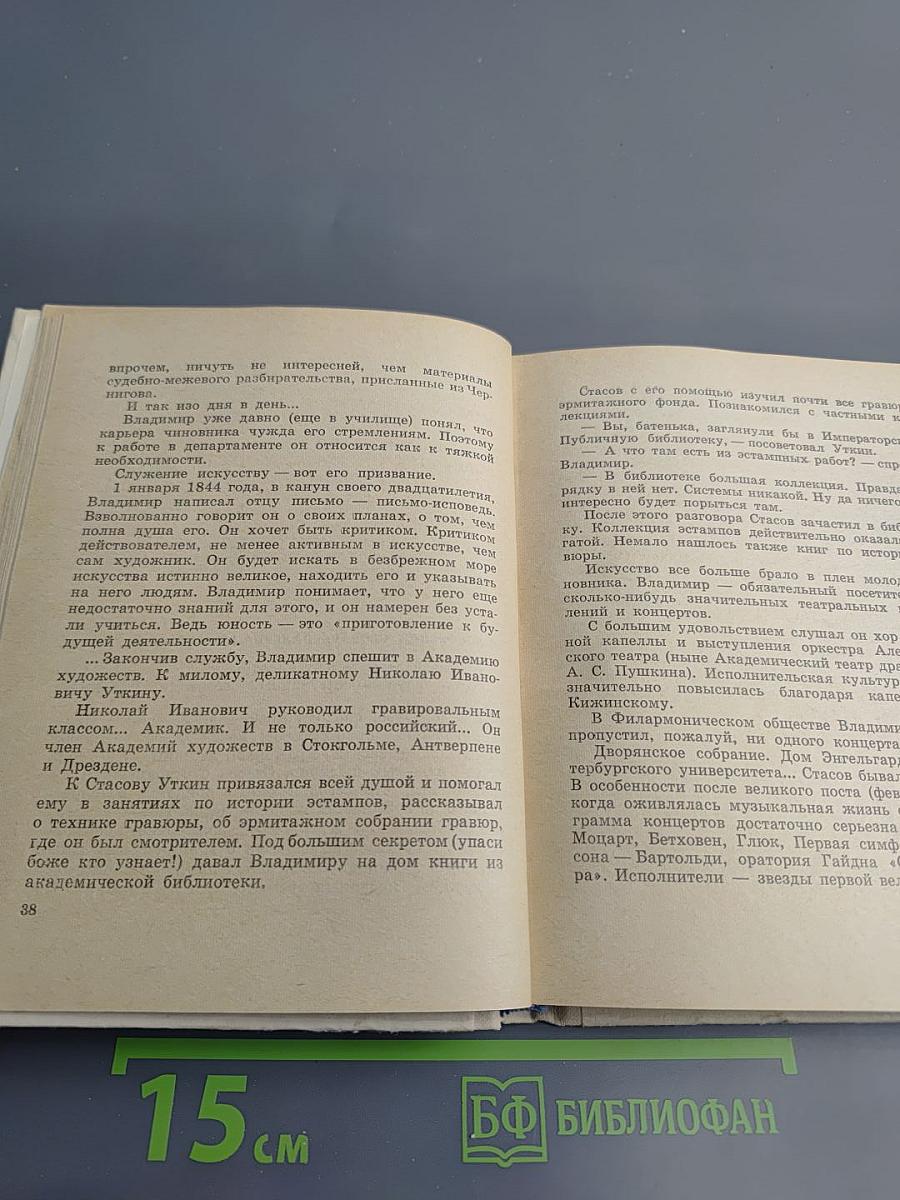 впрочем, ничуть не интересней, чем материалы
судебно-межевого разбирательства, присланные из Чер-
нигова.
И так изо дня в день...
Владимир уже давно (еще в училище) понял, что
карьера чиновника чужда его стремлениям. Поэтому
к работе в департаменте он относится как к тяжкой
необходимости.
Служение искусству — вот его призвание.
1 января 1844 года, в канун своего двадцатилетия,
Владимир написал отцу письмо — письмо-исповедь.
Взволнованно говорит он о своих планах, о том, чем
полна душа его. Он хочет быть критиком. Критиком
действователем, не менее активным в искусстве, чем
сам художник. Он будет искать в безбрежном море
искусства истинно великое, находить его и указывать
на него людям. Владимир понимает, что у него еще
недостаточно знаний для этого, и он намерен без уста-
ли учиться. Ведь юность — это «приготовление к бу-
дущей деятельности».
... Закончив службу, Владимир спешит в Академию
художеств. К милому, деликатному Николаю Ивано-
вичу Уткину.
Николай Иванович руководил гравировальным
классом... Академик. И не только российский... Он
член Академий художеств в Стокгольме, Антверпене
и Дрездене.
К Стасову Уткин привязался всей душой и помогал
ему в занятиях по истории эстампов, рассказывал
о технике гравюры, об эрмитажном собрании гравюр,
где он был смотрителем. Под большим секретом (упаси
боже кто узнает!) давал Владимиру на дом книги из
академической библиотеки.
38
Стасов с его помощью изучил почти все гравюр
эрмитажного фонда. Познакомился с частными к
лекциями.
— Вы, батенька, заглянули бы в Императорс
Публичную библиотеку, — посоветовал Уткин.
— А что там есть из эстампных работ? — спр
Владимир.
— В библиотеке большая коллекция. Правда
рядку в ней нет. Системы никакой. Ну да ничего
интересно будет порыться там.
После этого разговора Стасов зачастил в биб
ку. Коллекция эстампов действительно оказал
гатой. Немало нашлось также книг по истор
вюры.
Искусство все больше брало в плен молод
новника. Владимир — обязательный посетите
сколько-нибудь значительных театральных
лений и концертов.
С большим удовольствием слушал он хор
ной капеллы и выступления оркестра Але
ского театра (ныне Академический театр дра
А. С. Пушкина). Исполнительская культур
значительно повысилась благодаря капе
Кижинскому.
В Филармоническом обществе Владими
пропустил, пожалуй, ни одного концерта
Дворянское собрание. Дом Энгельгард
тербургского университета... Стасов бывал
В особенности после великого поста (фев
когда оживлялась музыкальная жизнь
грамма концертов достаточно серьезна
Моцарт, Бетховен, Глюк, Первая симф
сона — Бартольди, оратория Гайдна «С
ра». Исполнители — звезды первой вел
15 см
БФ БИБЛИОФАН